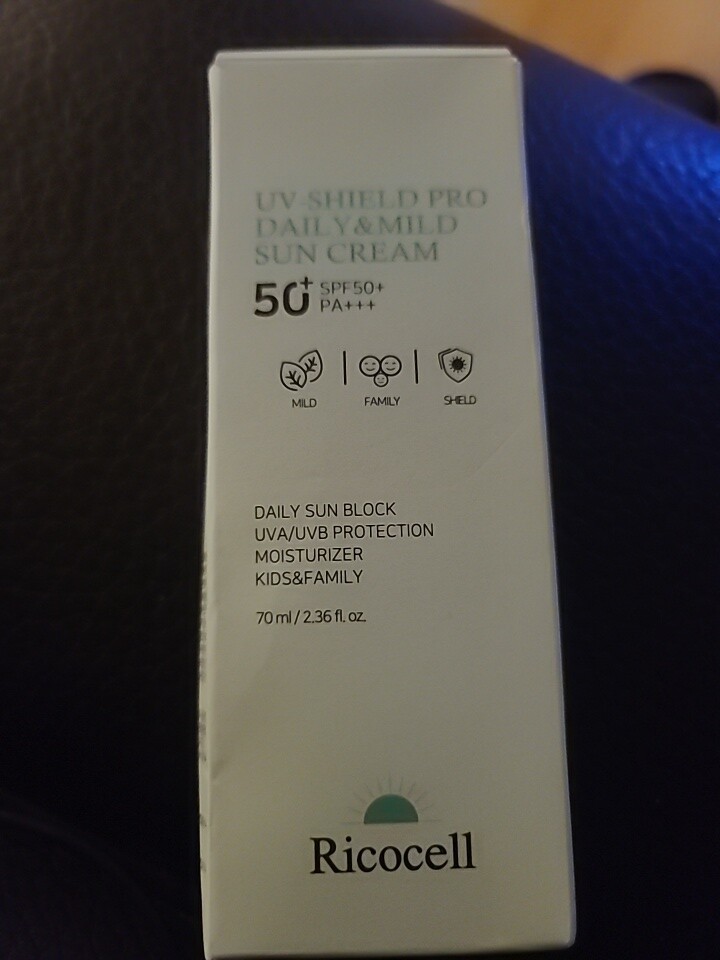 UV-SHIELD PRO
DAILY&MILD
SUN CREAM
50+ SPF50+
PA+++
MILD FAMILY SHIELD
DAILY SUN BLOCK
UVA/UVB PROTECTION
MOISTURIZER
KIDS&FAMILY
70 ml / 2.36 fl. oz.
Ricocell